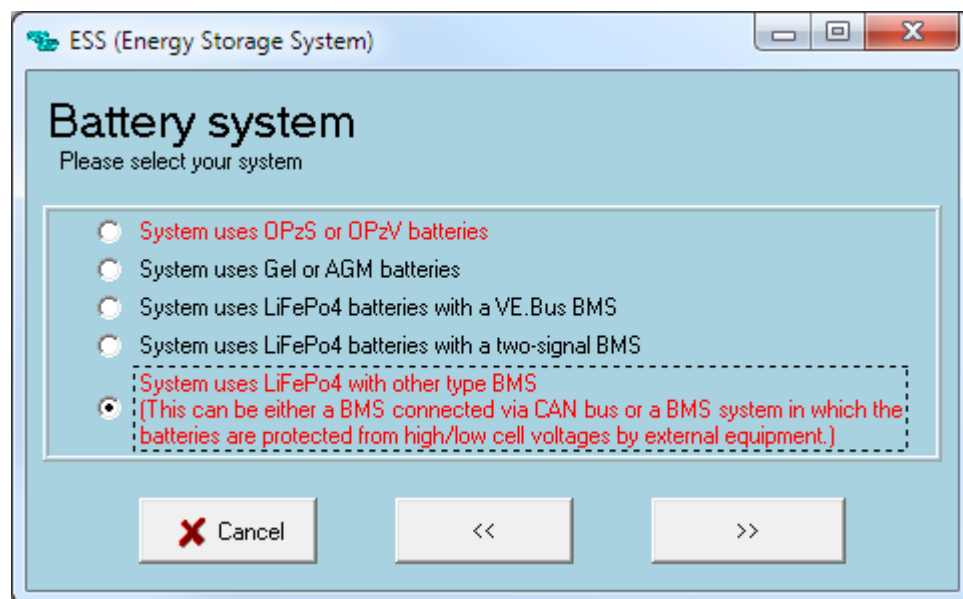 ESS (Energy Storage System)
Battery system
Please select your system
System uses OPzS or OPzV batteries
System uses Gel or AGM batteries
System uses LiFePo4 batteries with a VE.Bus BMS
System uses LiFePo4 batteries with a two-signal BMS
System uses LiFePo4 with other type BMS
(This can be either a BMS connected via CAN bus or a BMS system in which the
batteries are protected from high/low cell voltages by external equipment.)
Cancel
<<
>>